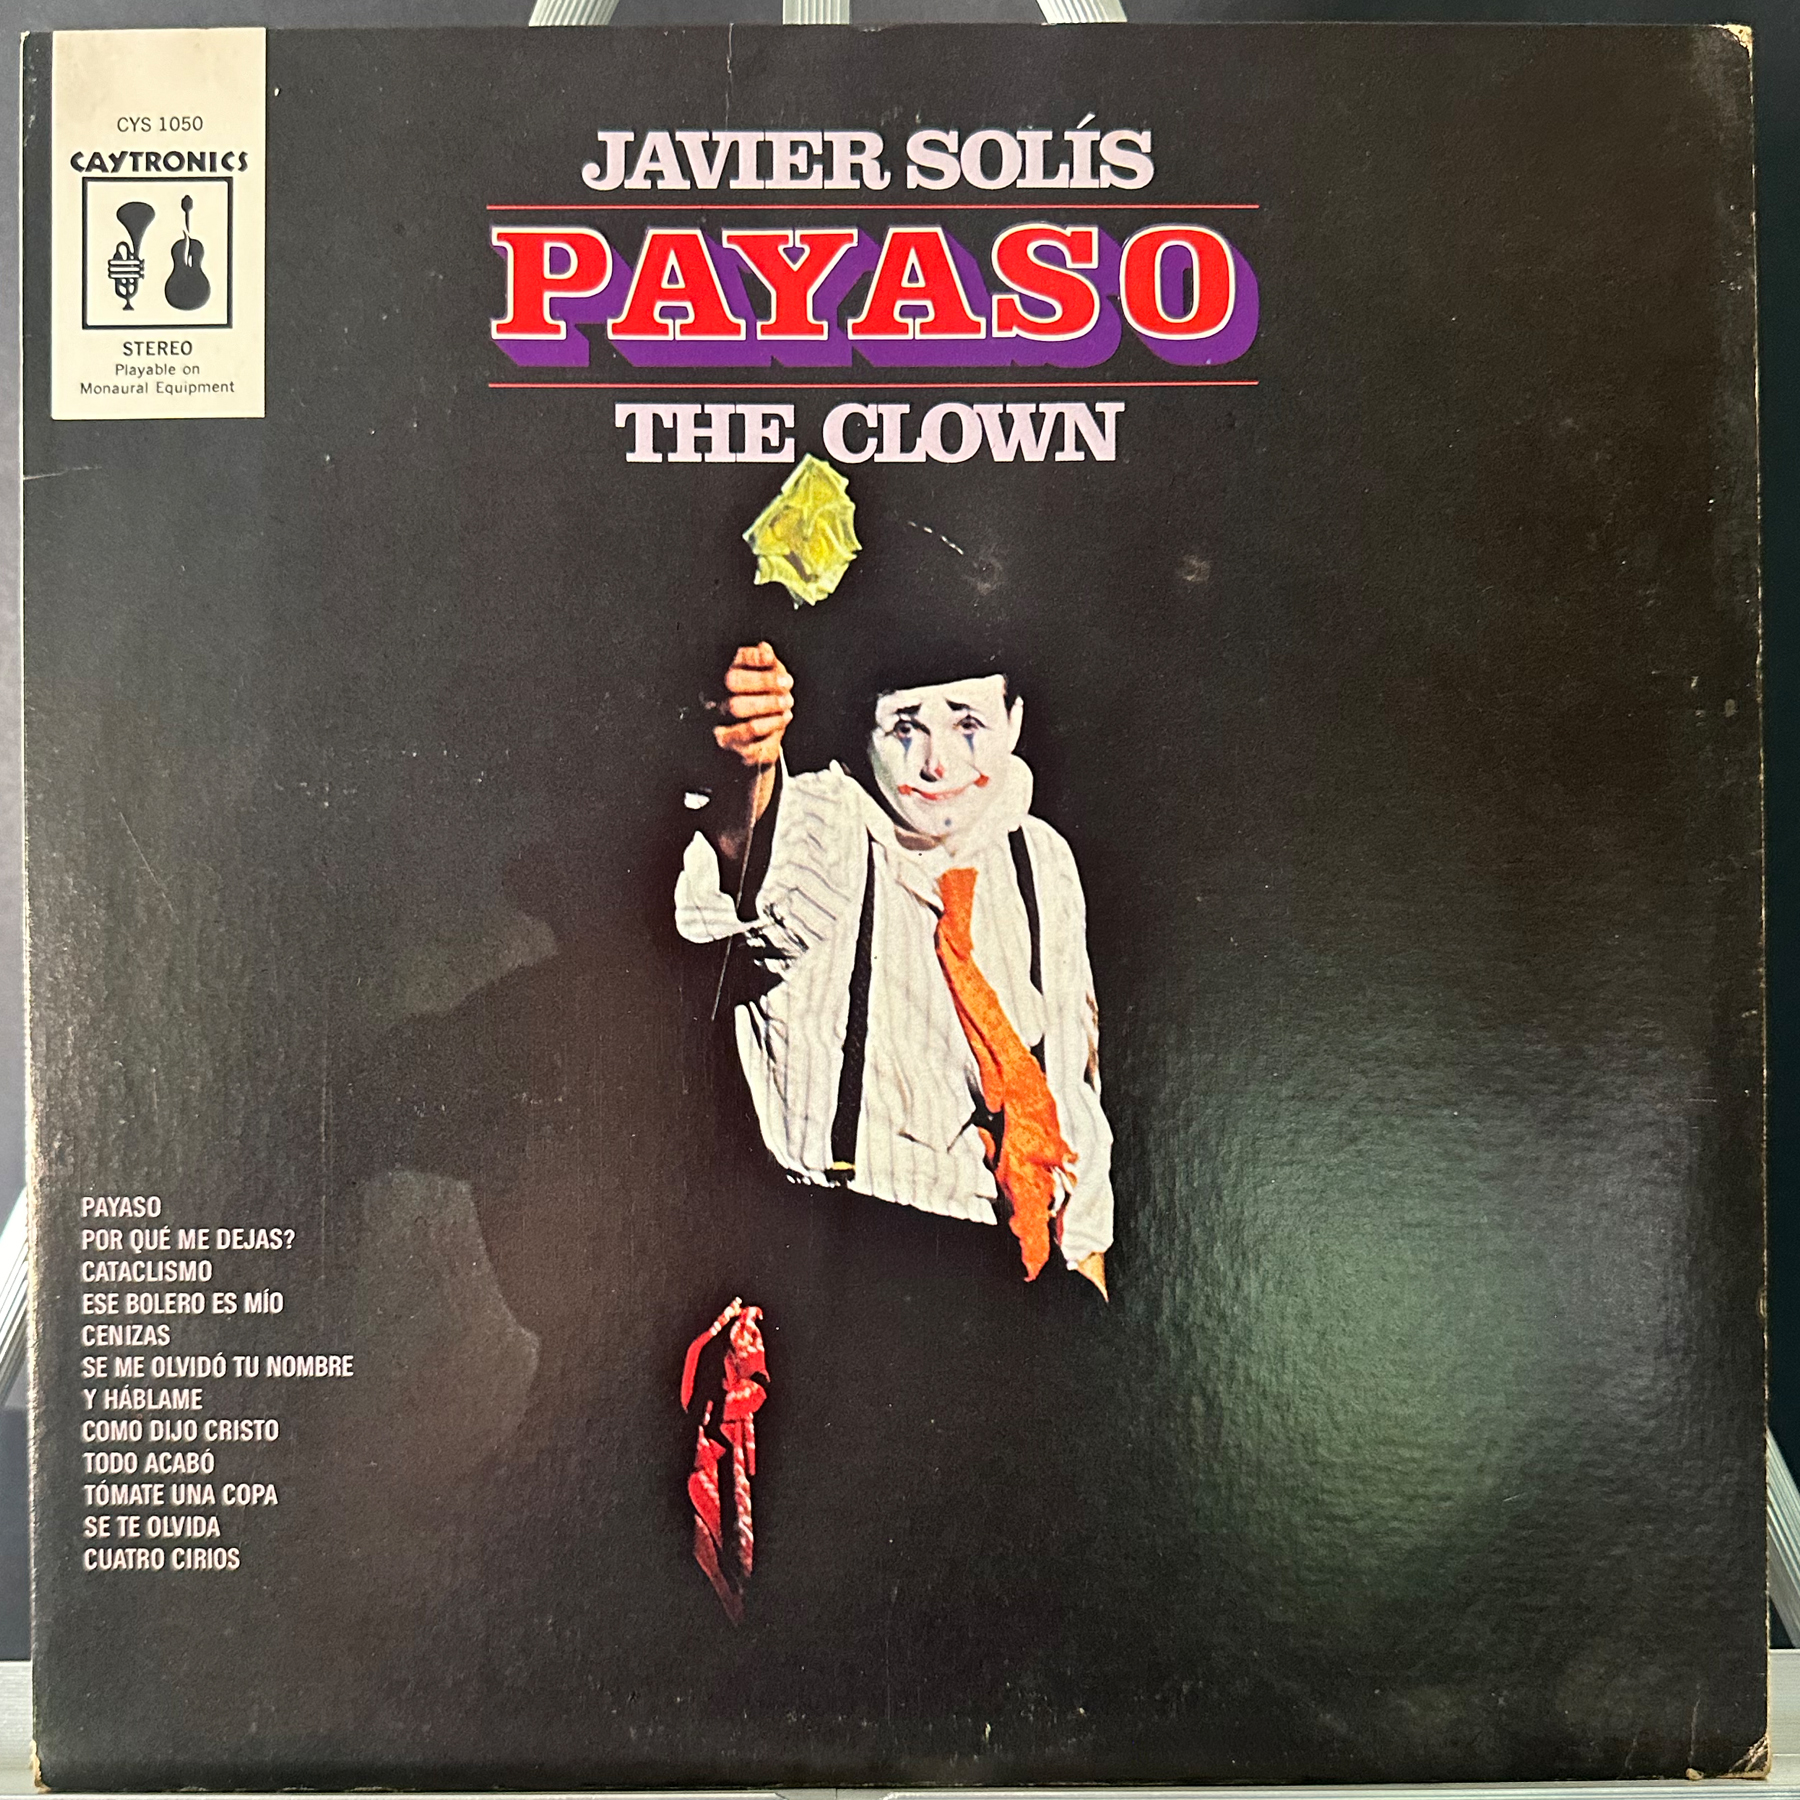 CYS 1050
CAYTRONICS
STEREO
Playable on
Monaural Equipment
JAVIER SOLÍS
PAYASO
THE CLOWN
PAYASO
POR QUÉ ME DEJAS?
CATACLISMO
ESE BOLERO ES MÍO
CENIZAS
SE ME OLVIDÓ TU NOMBRE
Y HÁBLAME
COMO DIJO CRISTO
TODO ACABÓ
TÓMATE UNA COPA
SE TE OLVIDA
CUATRO CIRIOS